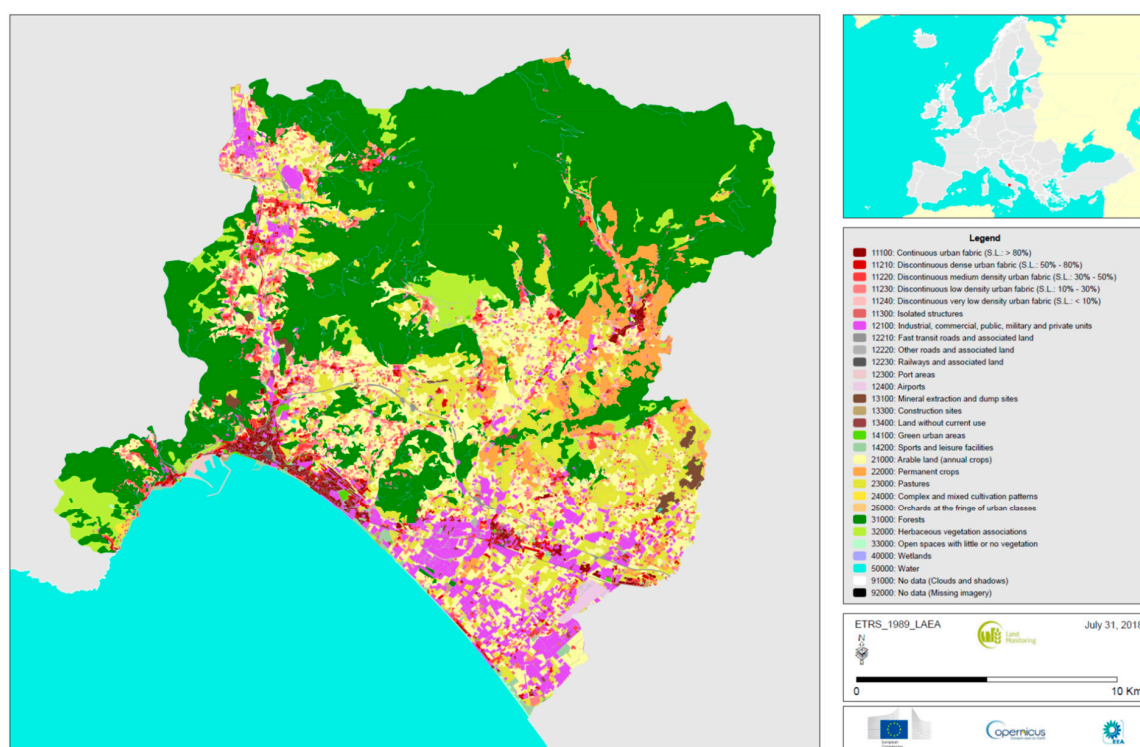 Legend
11100: Continuous urban fabric (S.L.: > 80%)
11210: Discontinuous dense urban fabric (S.L.: 50% - 80%)
11220: Discontinuous medium density urban fabric (S.L.: 30% - 50%)
11230: Discontinuous low density urban fabric (S.L.: 10% - 30%)
11240: Discontinuous very low density urban fabric (S.L.: < 10%)
11300: Isolated structures
12100: Industrial, commercial, public, military and private units
12210: Fast transit roads and associated land
12220: Other roads and associated land
12230: Railways and associated land
12300: Port areas
12400: Airports
13100: Mineral extraction and dump sites
13300: Construction sites
13400: Land without current use
14100: Green urban areas
14200: Sports and leisure facilities
21000: Arable land (annual crops)
22000: Permanent crops
23000: Pastures
24000: Complex and mixed cultivation patterns
25000: Orchards at the fringe of urban classes
31000: Forests
32000: Herbaceous vegetation associations
33000: Open spaces with little or no vegetation
40000: Wetlands
50000: Water
91000: No data (Clouds and shadows)
92000: No data (Missing imagery)
ETRS_1989_LAEA
N
Land
Monitoring
July 31, 2018
0
10 Km
European
opernicus
EEA